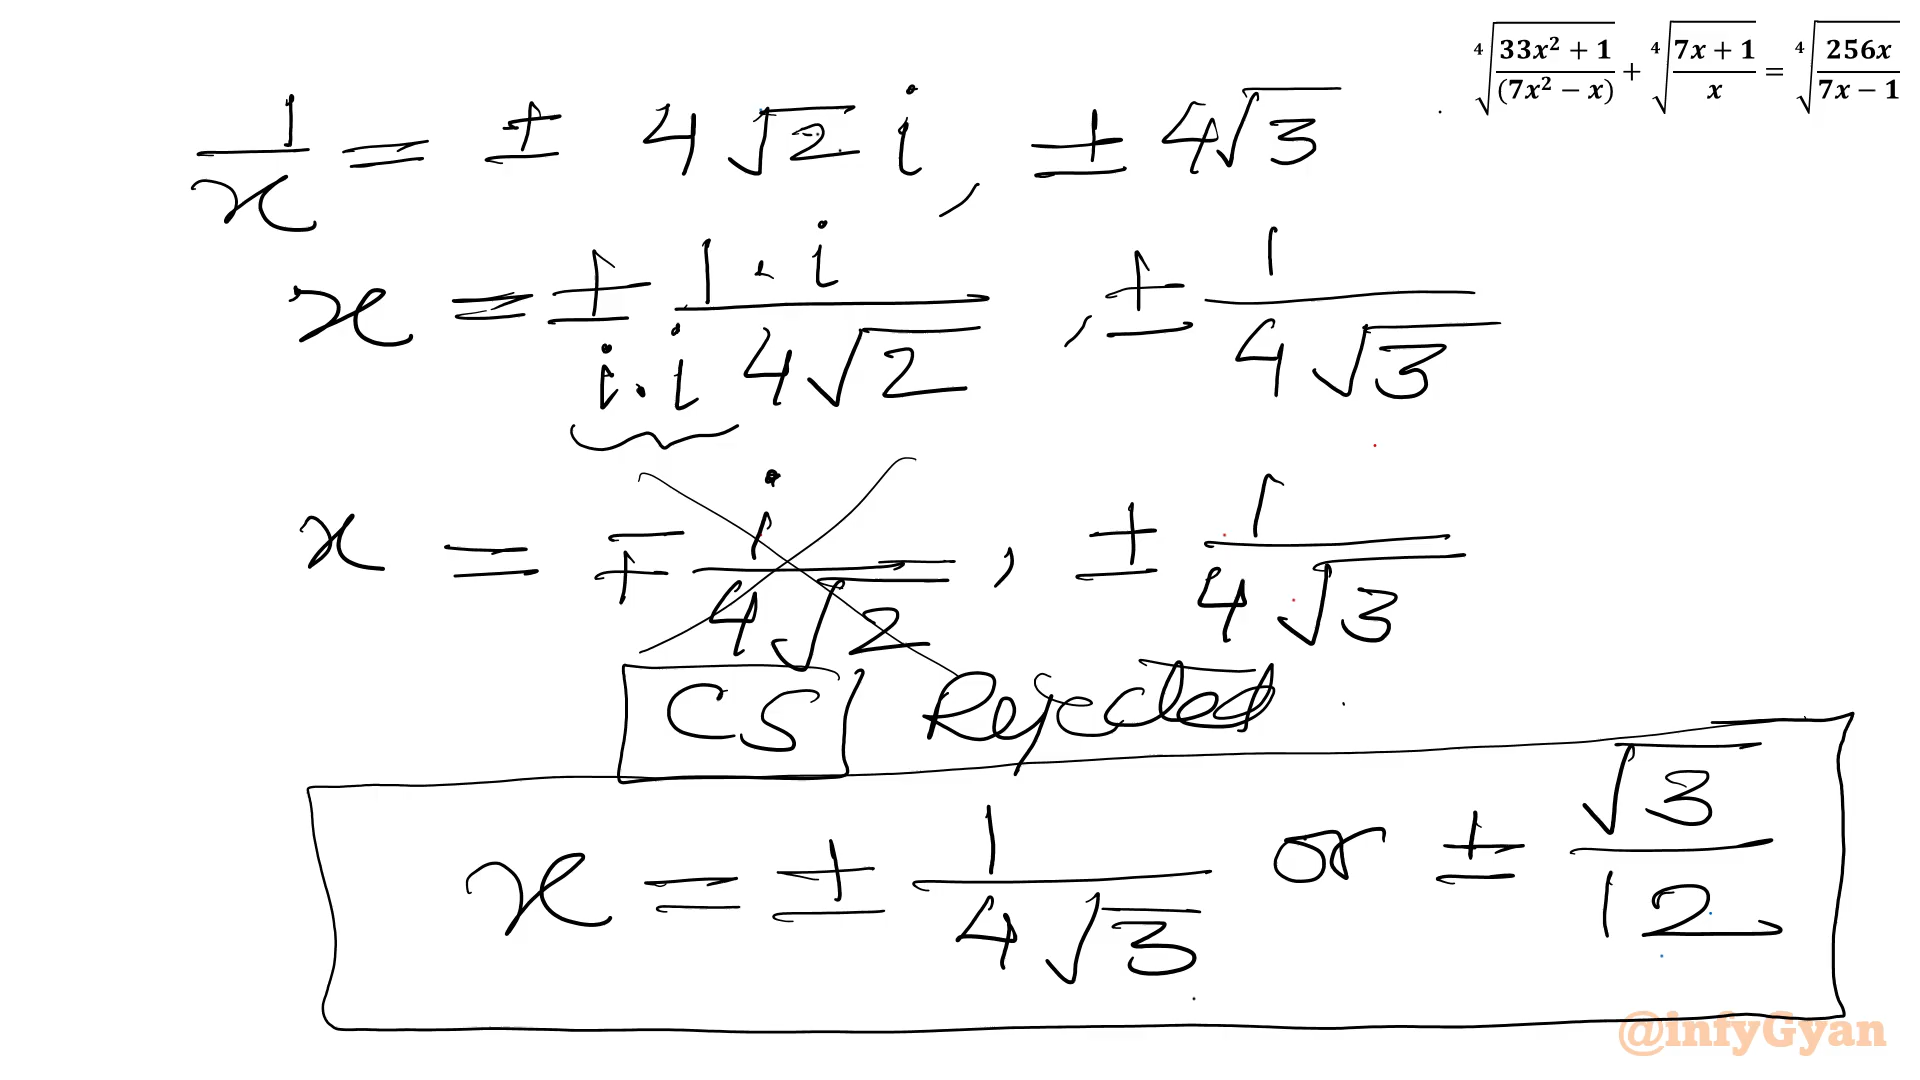 ⁴√((33x² + 1)/(7x² − x)) + ⁴√((7x + 1)/x) = ⁴√(256x/(7x − 1))
1/x = ± 4√2 i , ± 4√3
x = ± (1 · i)/(i · i 4√2) , ± 1/(4√3)
x = ∓ i/(4√2) , ± 1/(4√3)
CS Rejected
x = ± 1/(4√3) or ± √3/12
@infyGyan